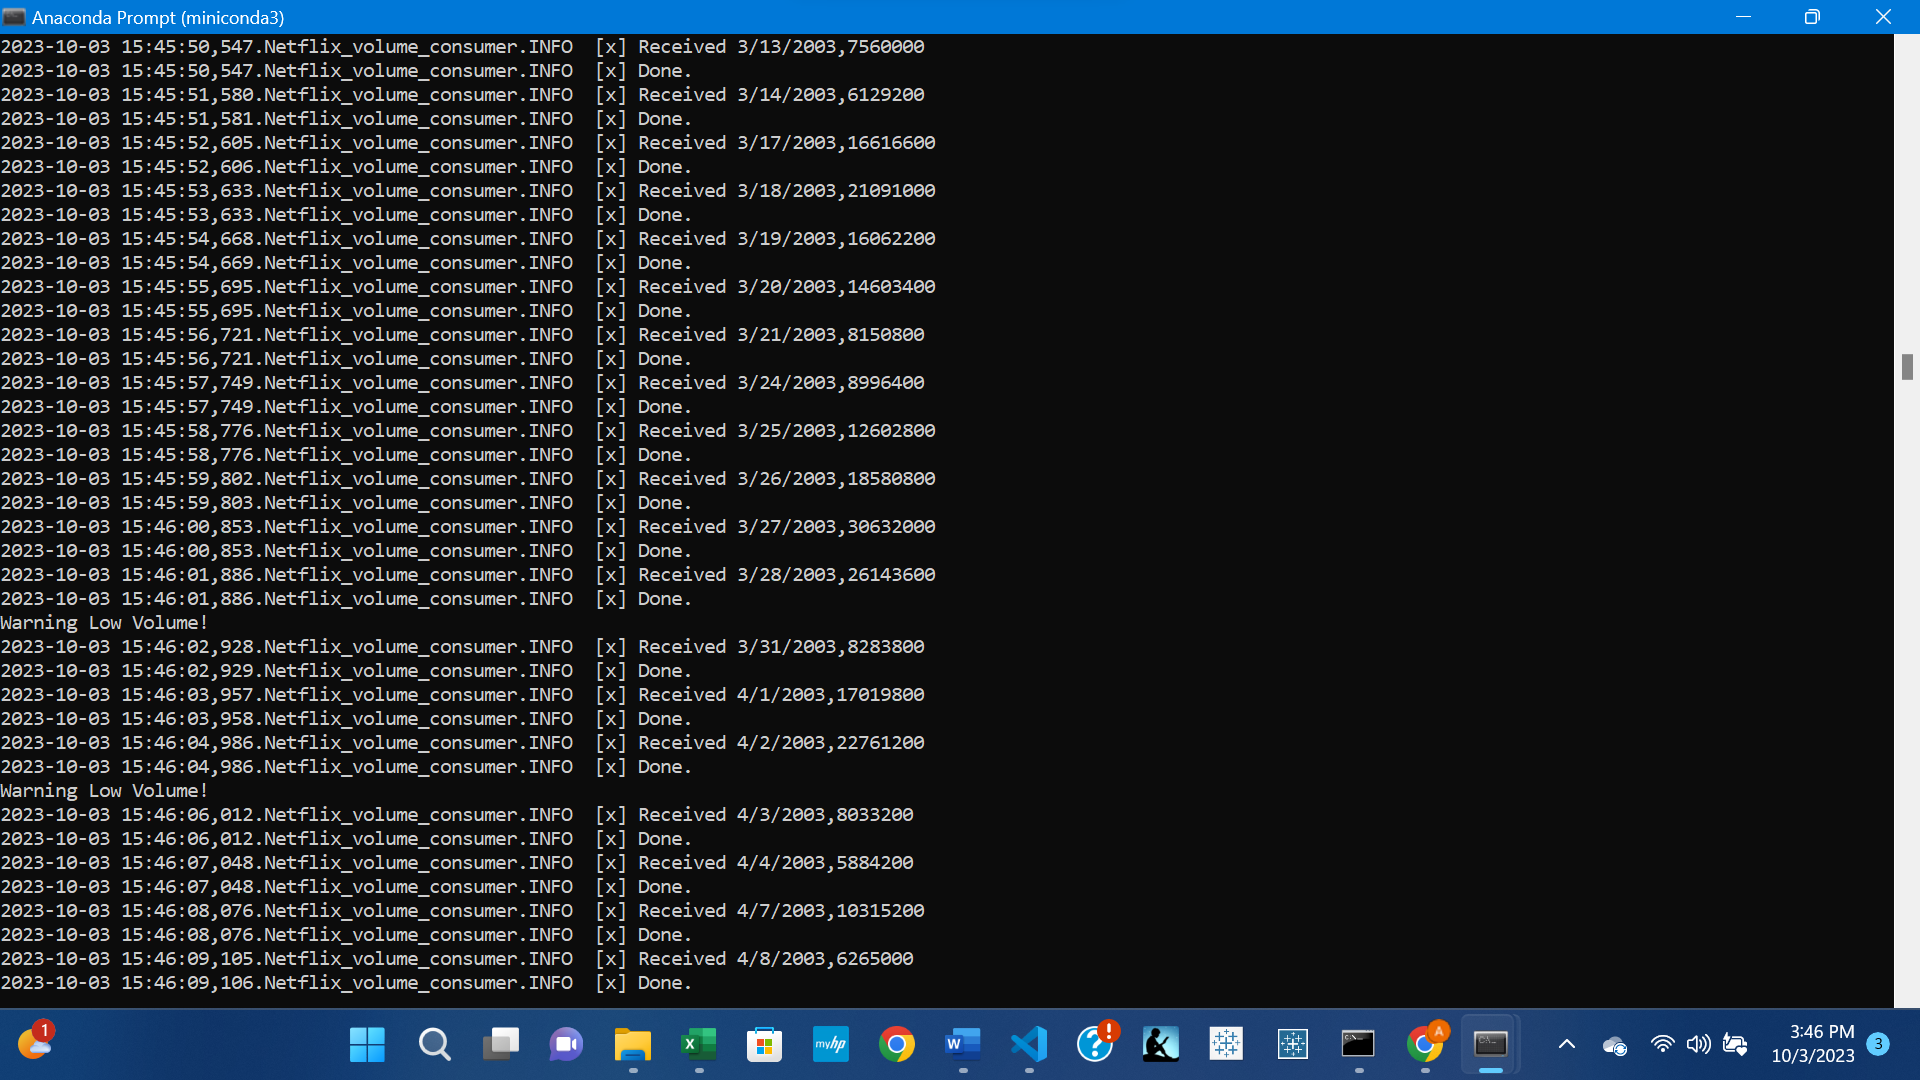 Anaconda Prompt (miniconda3)
2023-10-03 15:45:50,547.Netflix_volume_consumer.INFO  [x] Received 3/13/2003,7560000
2023-10-03 15:45:50,547.Netflix_volume_consumer.INFO  [x] Done.
2023-10-03 15:45:51,580.Netflix_volume_consumer.INFO  [x] Received 3/14/2003,6129200
2023-10-03 15:45:51,581.Netflix_volume_consumer.INFO  [x] Done.
2023-10-03 15:45:52,605.Netflix_volume_consumer.INFO  [x] Received 3/17/2003,16616600
2023-10-03 15:45:52,606.Netflix_volume_consumer.INFO  [x] Done.
2023-10-03 15:45:53,633.Netflix_volume_consumer.INFO  [x] Received 3/18/2003,21091000
2023-10-03 15:45:53,633.Netflix_volume_consumer.INFO  [x] Done.
2023-10-03 15:45:54,668.Netflix_volume_consumer.INFO  [x] Received 3/19/2003,16062200
2023-10-03 15:45:54,669.Netflix_volume_consumer.INFO  [x] Done.
2023-10-03 15:45:55,695.Netflix_volume_consumer.INFO  [x] Received 3/20/2003,14603400
2023-10-03 15:45:55,695.Netflix_volume_consumer.INFO  [x] Done.
2023-10-03 15:45:56,721.Netflix_volume_consumer.INFO  [x] Received 3/21/2003,8150800
2023-10-03 15:45:56,721.Netflix_volume_consumer.INFO  [x] Done.
2023-10-03 15:45:57,749.Netflix_volume_consumer.INFO  [x] Received 3/24/2003,8996400
2023-10-03 15:45:57,749.Netflix_volume_consumer.INFO  [x] Done.
2023-10-03 15:45:58,776.Netflix_volume_consumer.INFO  [x] Received 3/25/2003,12602800
2023-10-03 15:45:58,776.Netflix_volume_consumer.INFO  [x] Done.
2023-10-03 15:45:59,802.Netflix_volume_consumer.INFO  [x] Received 3/26/2003,18580800
2023-10-03 15:45:59,803.Netflix_volume_consumer.INFO  [x] Done.
2023-10-03 15:46:00,853.Netflix_volume_consumer.INFO  [x] Received 3/27/2003,30632000
2023-10-03 15:46:00,853.Netflix_volume_consumer.INFO  [x] Done.
2023-10-03 15:46:01,886.Netflix_volume_consumer.INFO  [x] Received 3/28/2003,26143600
2023-10-03 15:46:01,886.Netflix_volume_consumer.INFO  [x] Done.
Warning Low Volume!
2023-10-03 15:46:02,928.Netflix_volume_consumer.INFO  [x] Received 3/31/2003,8283800
2023-10-03 15:46:02,929.Netflix_volume_consumer.INFO  [x] Done.
2023-10-03 15:46:03,957.Netflix_volume_consumer.INFO  [x] Received 4/1/2003,17019800
2023-10-03 15:46:03,958.Netflix_volume_consumer.INFO  [x] Done.
2023-10-03 15:46:04,986.Netflix_volume_consumer.INFO  [x] Received 4/2/2003,22761200
2023-10-03 15:46:04,986.Netflix_volume_consumer.INFO  [x] Done.
Warning Low Volume!
2023-10-03 15:46:06,012.Netflix_volume_consumer.INFO  [x] Received 4/3/2003,8033200
2023-10-03 15:46:06,012.Netflix_volume_consumer.INFO  [x] Done.
2023-10-03 15:46:07,048.Netflix_volume_consumer.INFO  [x] Received 4/4/2003,5884200
2023-10-03 15:46:07,048.Netflix_volume_consumer.INFO  [x] Done.
2023-10-03 15:46:08,076.Netflix_volume_consumer.INFO  [x] Received 4/7/2003,10315200
2023-10-03 15:46:08,076.Netflix_volume_consumer.INFO  [x] Done.
2023-10-03 15:46:09,105.Netflix_volume_consumer.INFO  [x] Received 4/8/2003,6265000
2023-10-03 15:46:09,106.Netflix_volume_consumer.INFO  [x] Done.
1
X
myhp
W
?
!
A
3:46 PM
10/3/2023
3